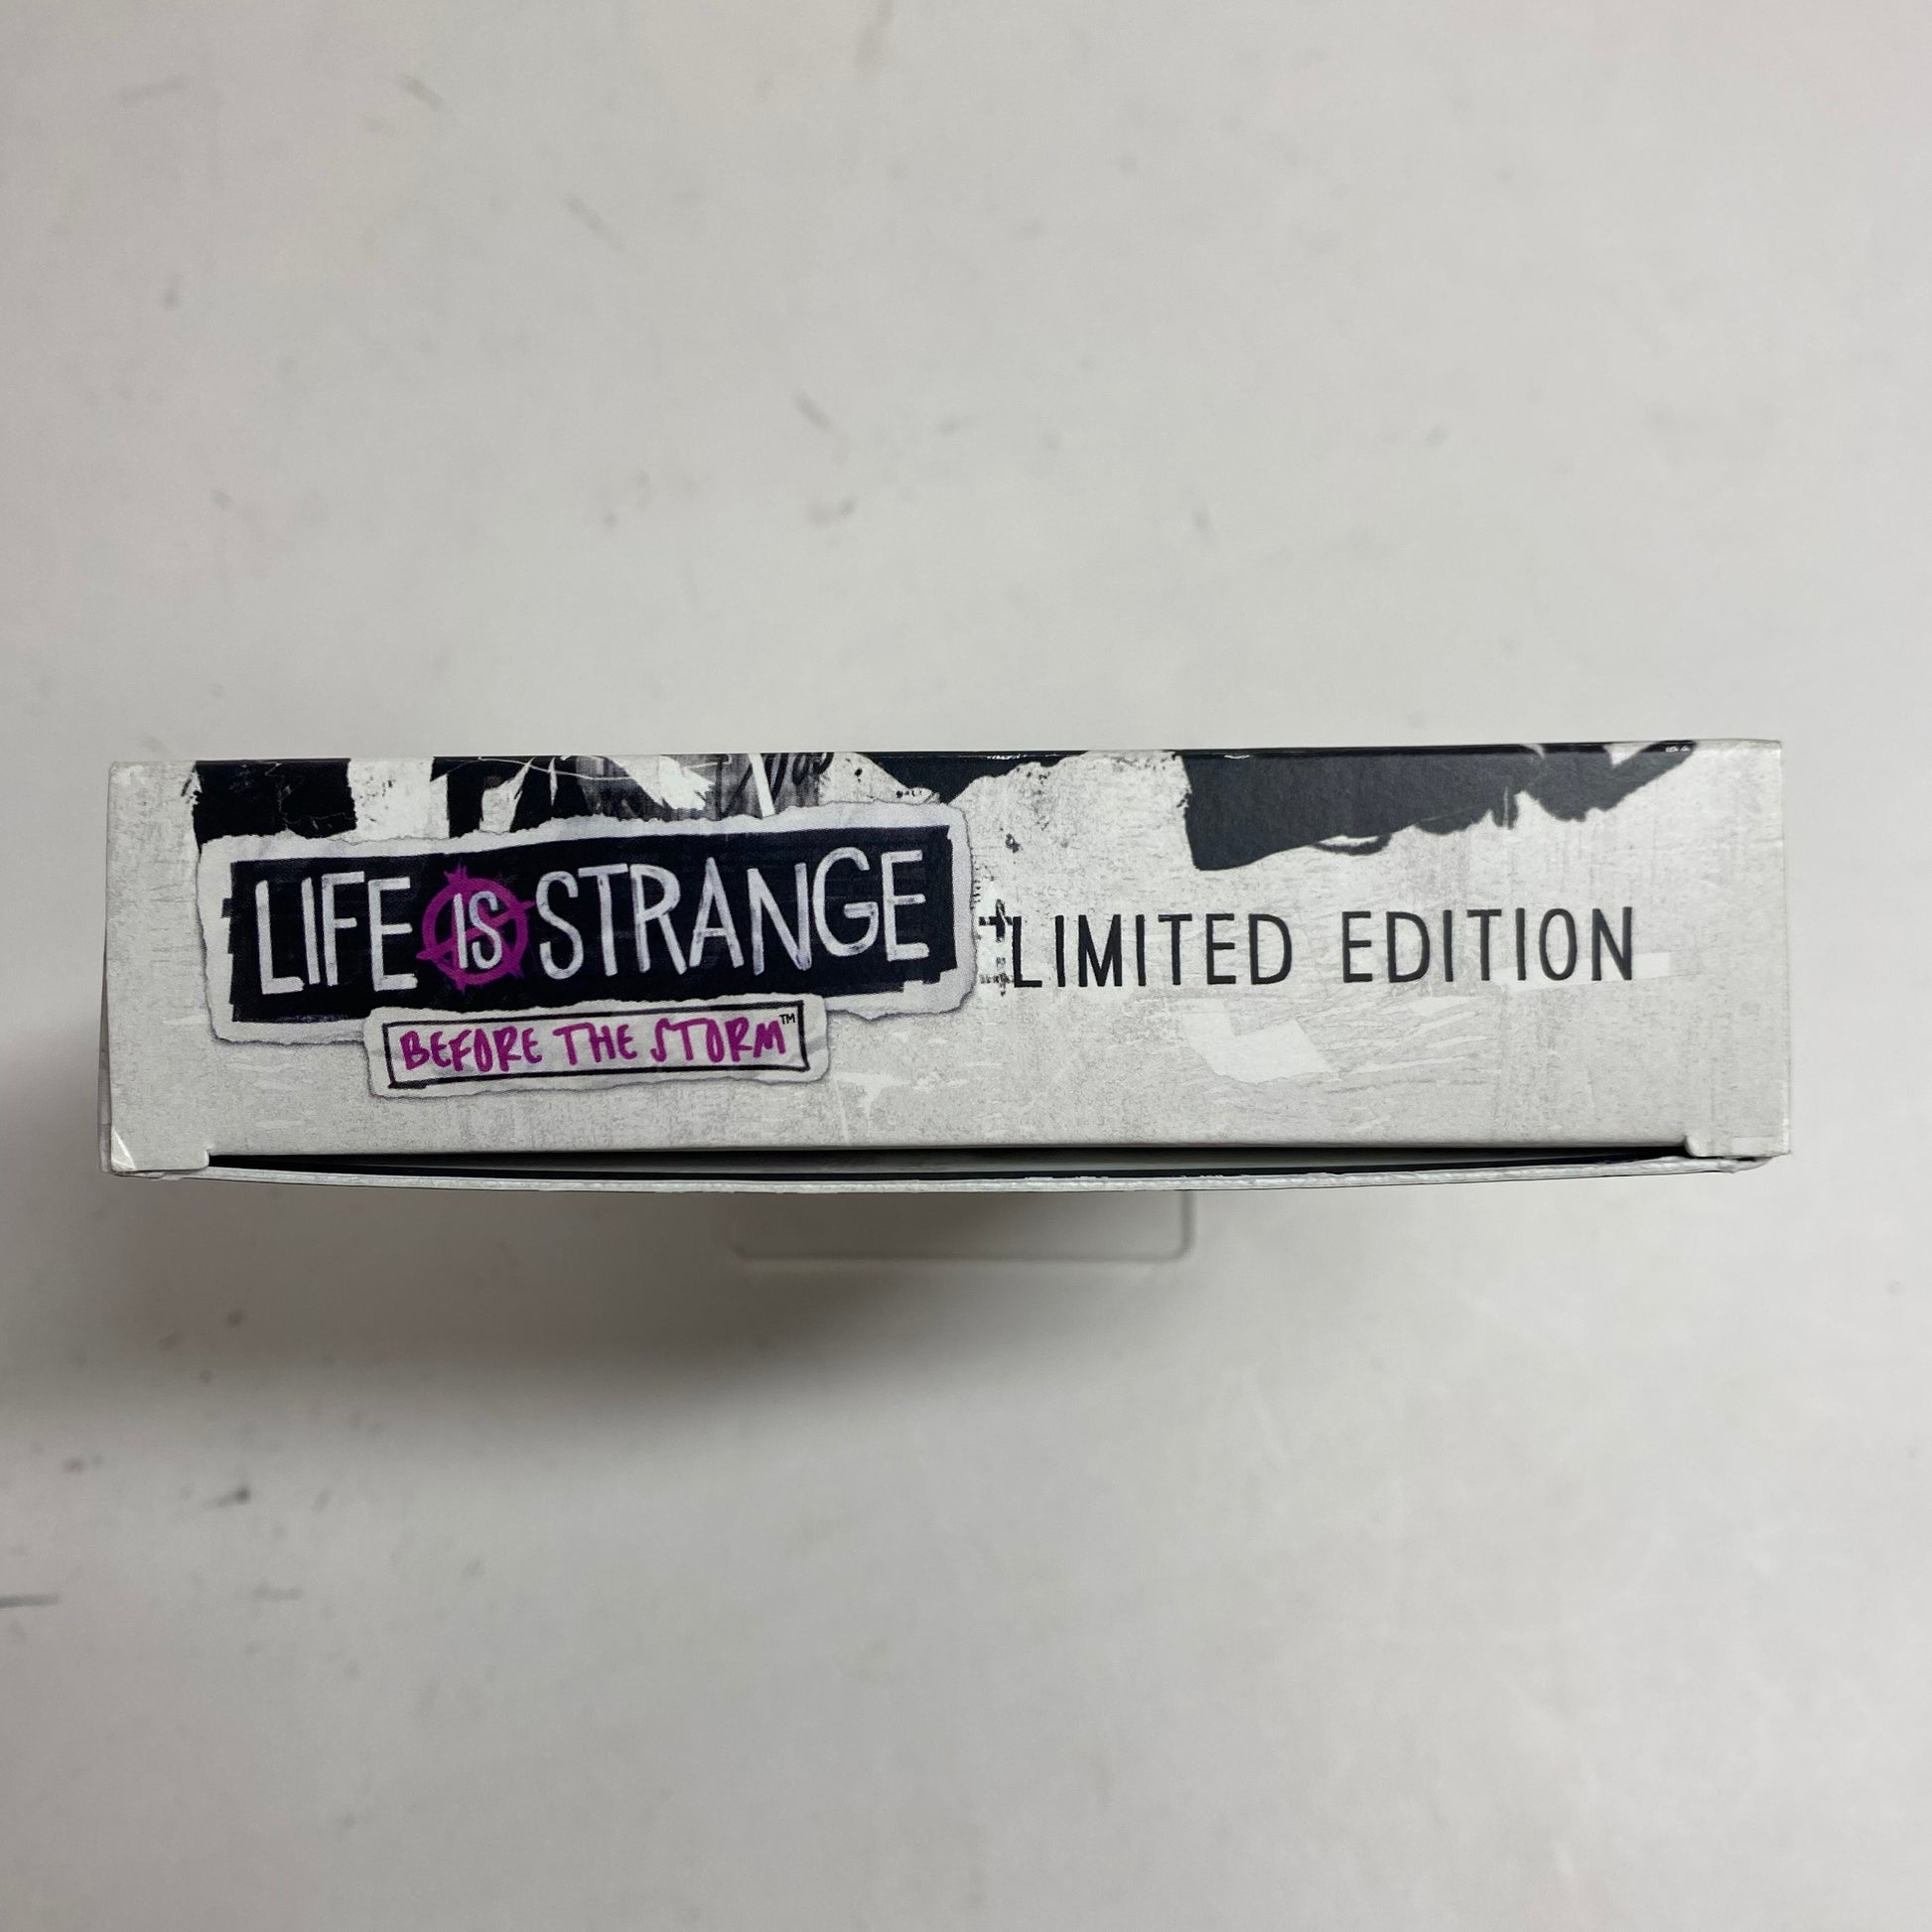 LIFE IS STRANGE
BEFORE THE STORM™
LIMITED EDITION